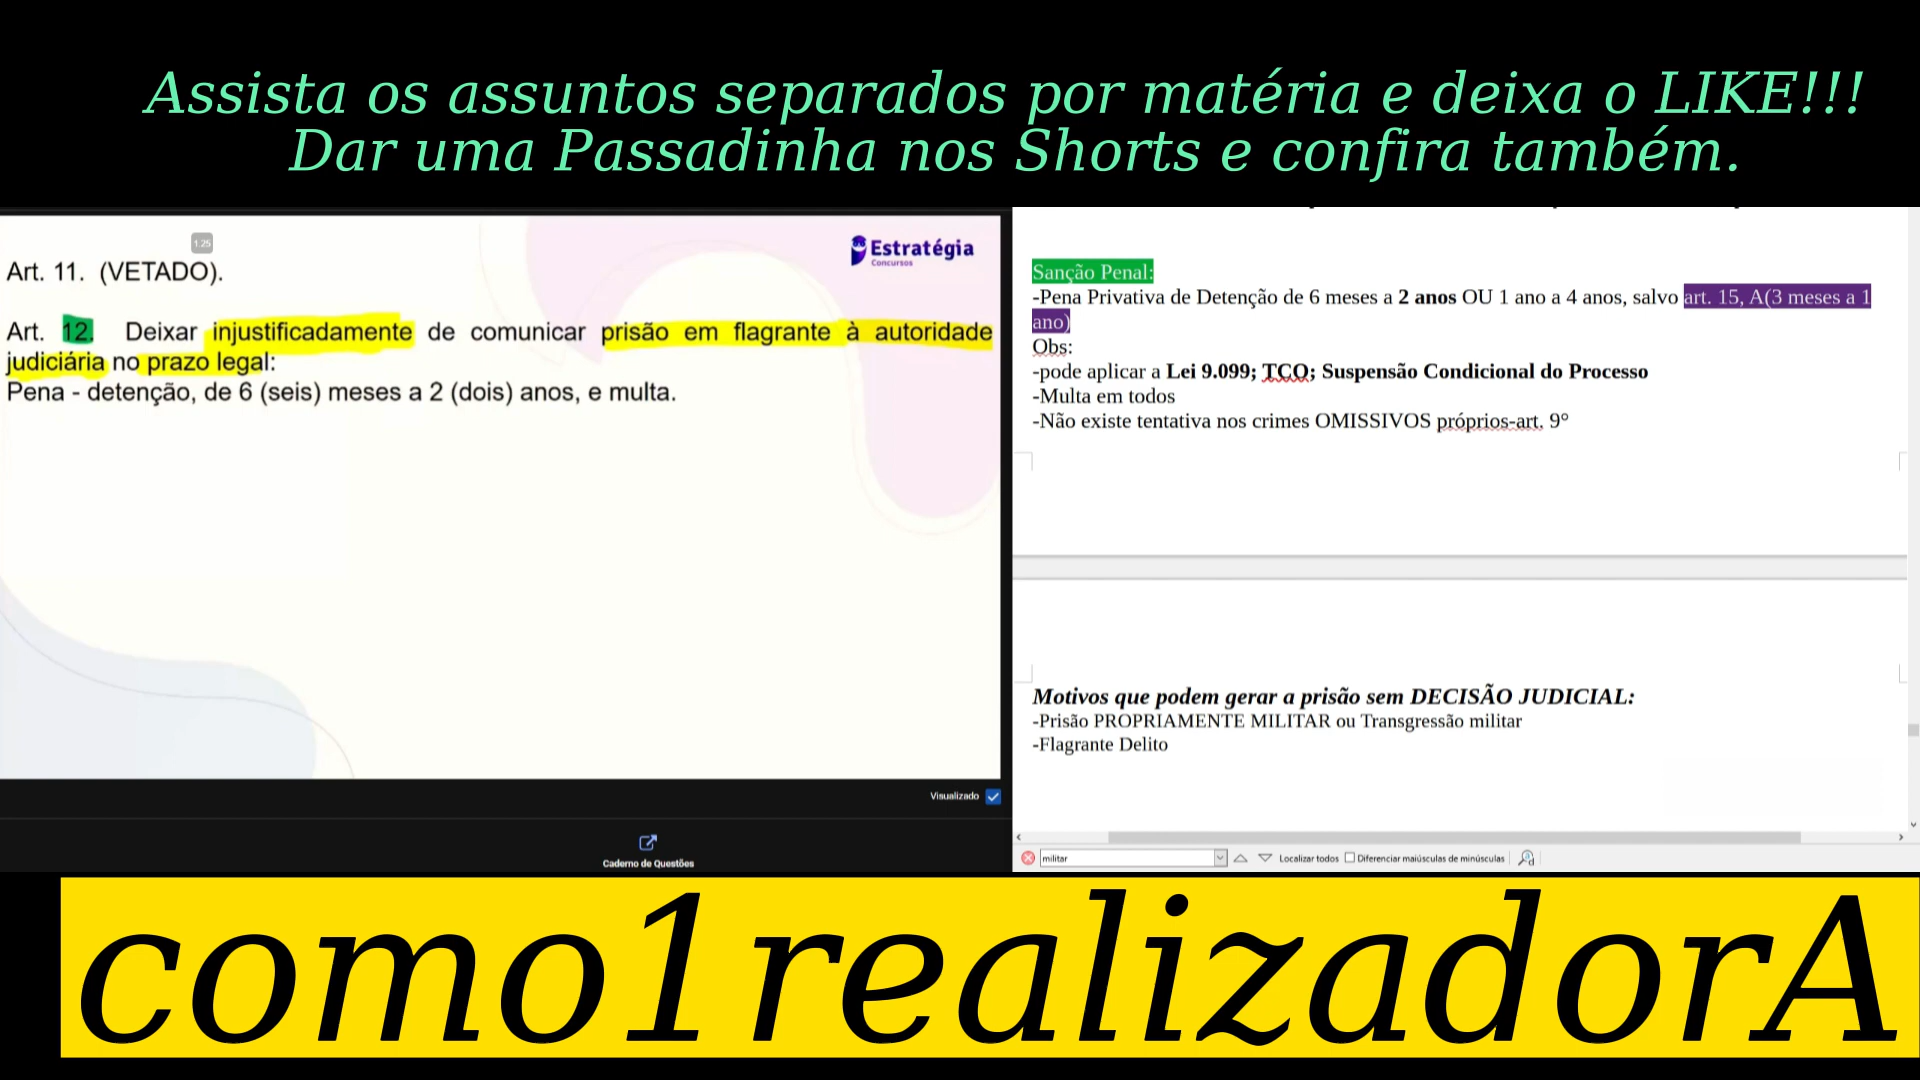 Assista os assuntos separados por matéria e deixa o LIKE!!!
Dar uma Passadinha nos Shorts e confira também.
1.25
Estratégia
Concursos
Art. 11. (VETADO).
Art. 12. Deixar injustificadamente de comunicar prisão em flagrante à autoridade
judiciária no prazo legal:
Pena - detenção, de 6 (seis) meses a 2 (dois) anos, e multa.
Visualizado
Caderno de Questões
Sanção Penal:
-Pena Privativa de Detenção de 6 meses a 2 anos OU 1 ano a 4 anos, salvo art. 15, A(3 meses a 1
ano)
Obs:
-pode aplicar a Lei 9.099; TCO; Suspensão Condicional do Processo
-Multa em todos
-Não existe tentativa nos crimes OMISSIVOS próprios-art. 9°
Motivos que podem gerar a prisão sem DECISÃO JUDICIAL:
-Prisão PROPRIAMENTE MILITAR ou Transgressão militar
-Flagrante Delito
militar
Localizar todos
Diferenciar maiúsculas de minúsculas
como1realizadorA